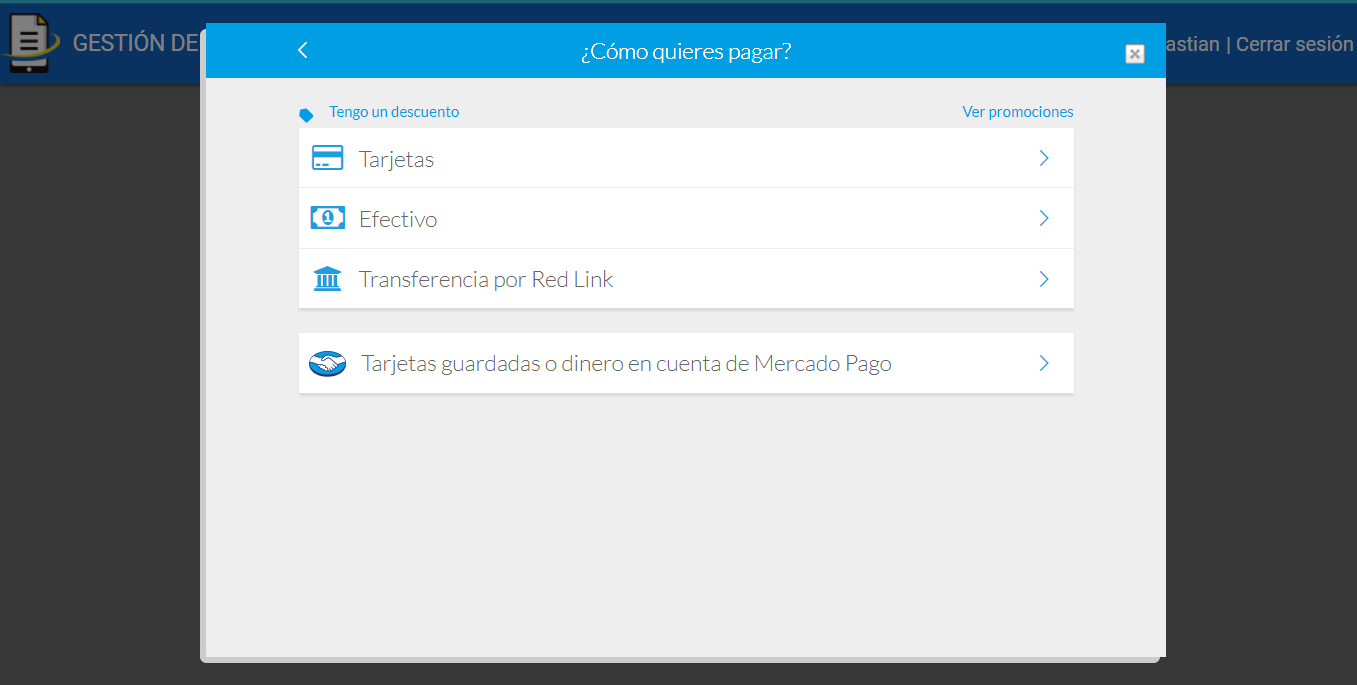 GESTIÓN DE
¿Cómo quieres pagar?
astian | Cerrar sesión
Tengo un descuento
Ver promociones
Tarjetas
Efectivo
Transferencia por Red Link
Tarjetas guardadas o dinero en cuenta de Mercado Pago